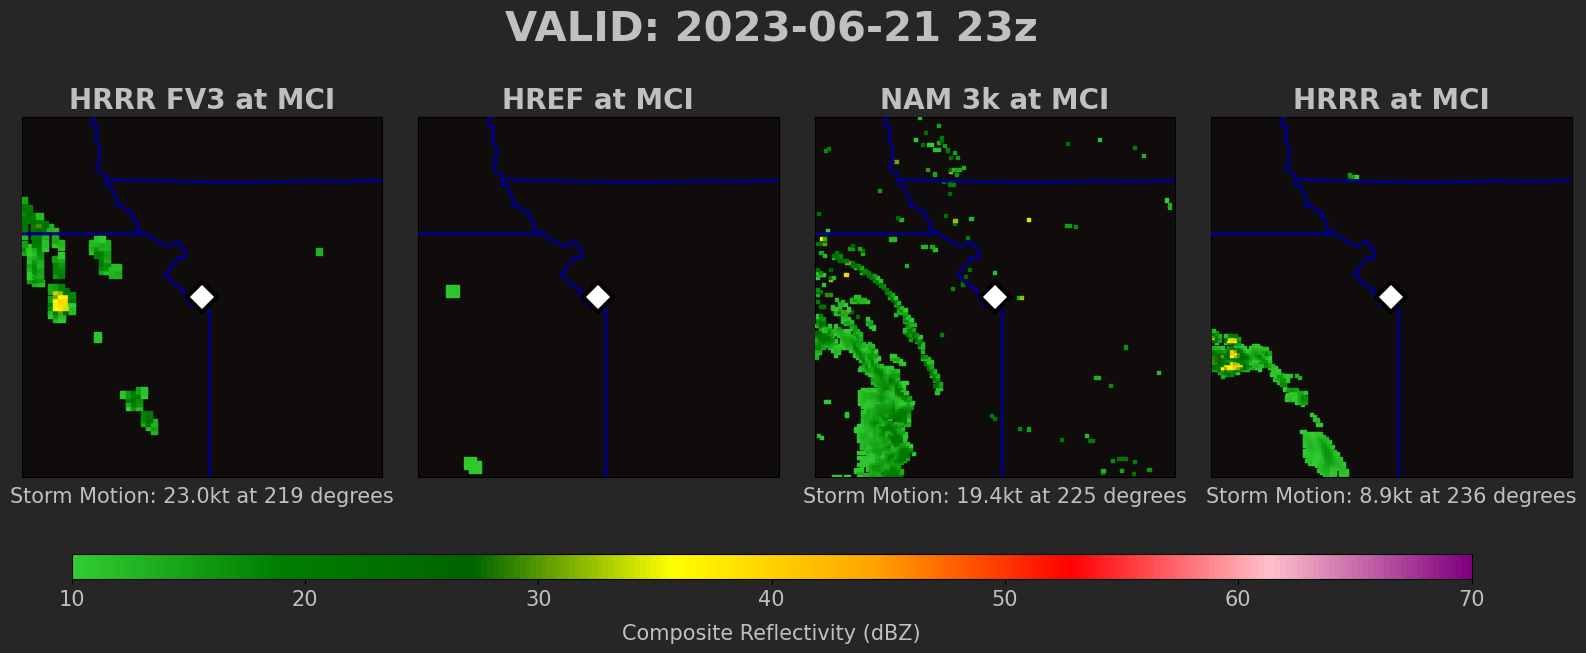 VALID: 2023-06-21 23z
HRRR FV3 at MCI
HREF at MCI
NAM 3k at MCI
HRRR at MCI
Storm Motion: 23.0kt at 219 degrees
Storm Motion: 19.4kt at 225 degrees
Storm Motion: 8.9kt at 236 degrees
10 20 30 40 50 60 70
Composite Reflectivity (dBZ)